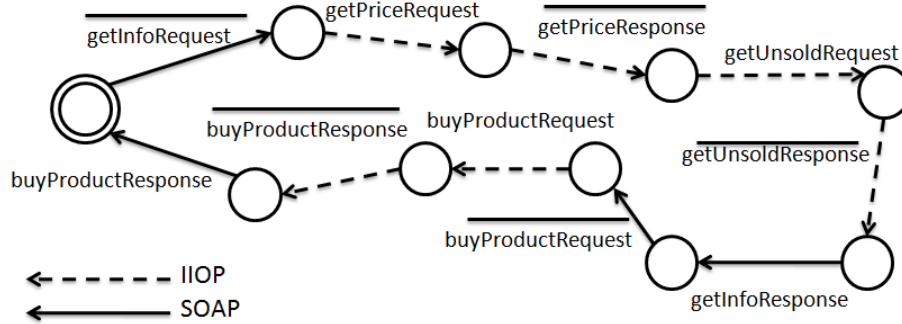 getInfoRequest
getPriceRequest
getPriceResponse
getUnsoldRequest
buyProductResponse
buyProductRequest
getUnsoldResponse
buyProductResponse
buyProductRequest
getInfoResponse
IIOP
SOAP